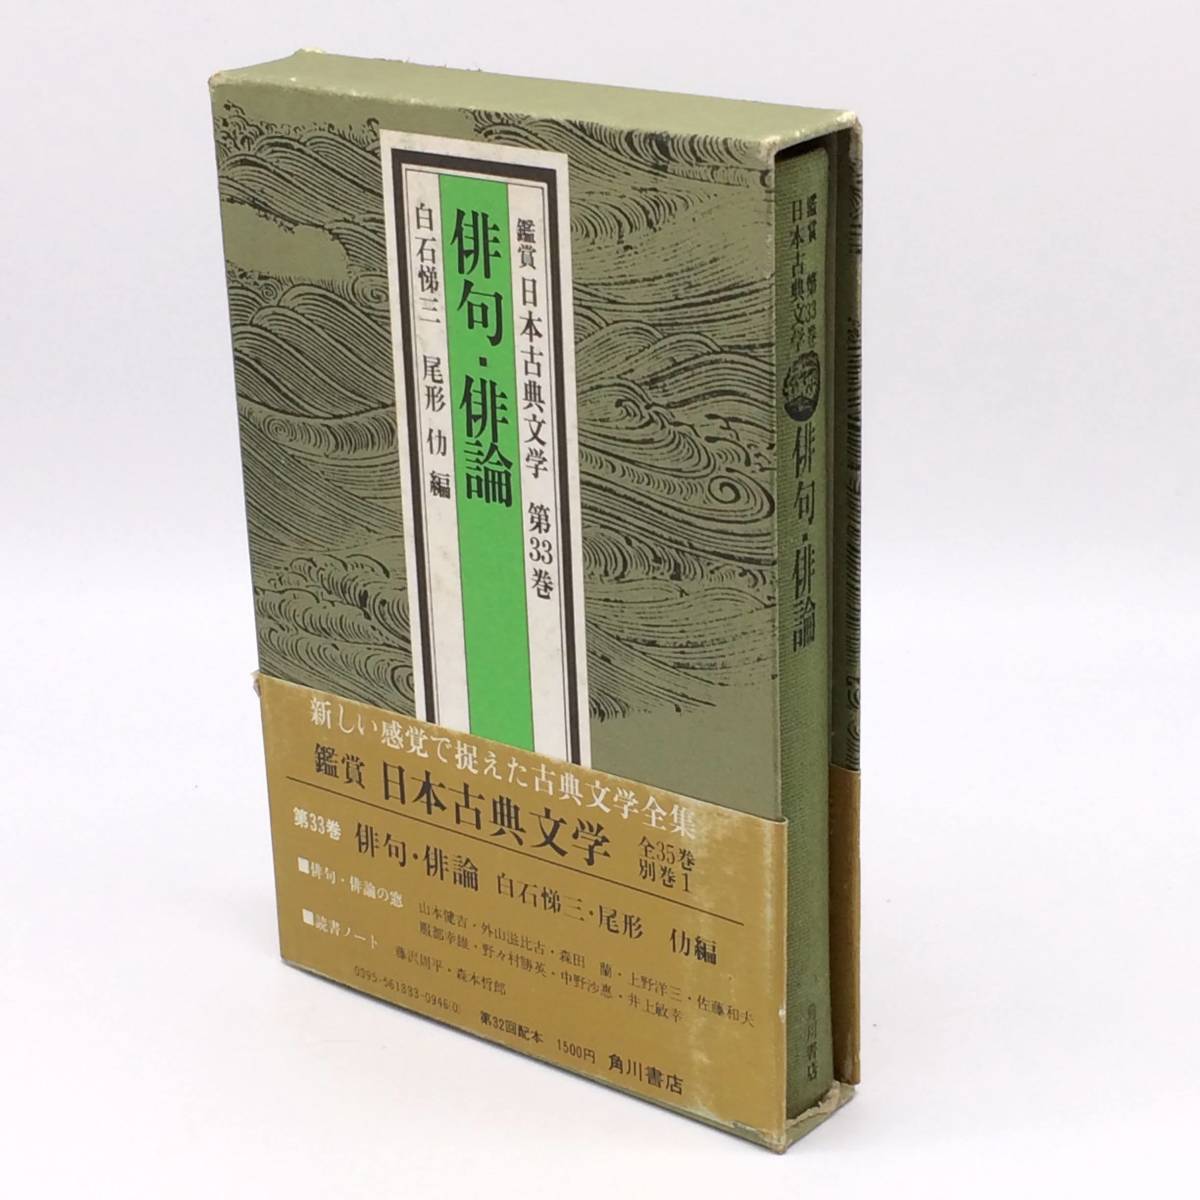 鑑賞 日本古典文学 第33巻
俳句・俳論
白石悌三 尾形 仂 編
新しい感覚で捉えた古典文学全集
鑑賞 日本古典文学 全35巻 別巻1
第33巻 俳句・俳論 白石悌三・尾形 仂編
■俳句・俳論の窓
山本健吉・外山滋比古・森田 蘭・上野洋三・佐藤和夫
服部幸雄・野々村勝英・中野沙惠・井上敏幸
■読書ノート
藤沢周平・森本哲郎
0395-561833-0946(0) 第32回配本 1500円 角川書店
鑑賞 第33巻
日本古典文学
俳句・俳論
角川書店